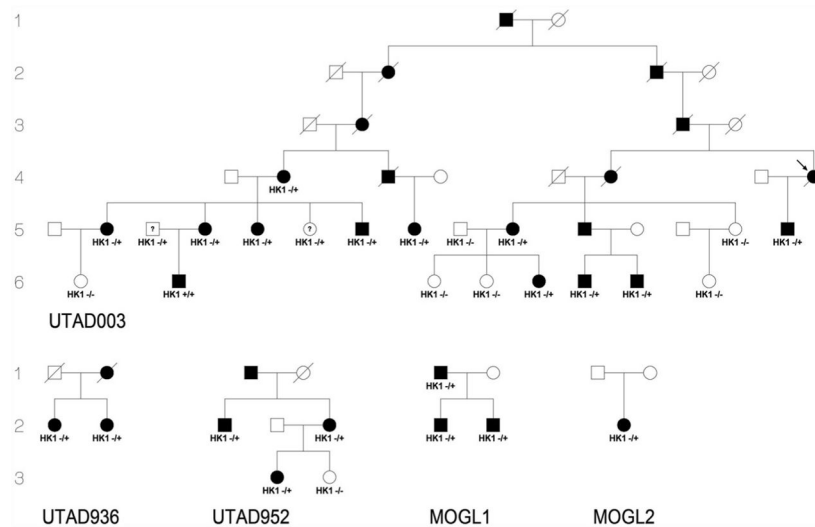 1
2
3
4
HK1 -/+
5
HK1 -/+ ? HK1 -/+ HK1 -/+ HK1 -/+ ? HK1 -/+ HK1 -/+ HK1 -/+ HK1 -/- HK1 -/+ HK1 -/- HK1 -/+
6
HK1 -/- HK1 +/+ HK1 -/- HK1 -/- HK1 -/+ HK1 -/+ HK1 -/+ HK1 -/-
UTAD003
1
HK1 -/+
2
HK1 -/+ HK1 -/+ HK1 -/+ HK1 -/+ HK1 -/+ HK1 -/+ HK1 -/+
3
HK1 -/+ HK1 -/-
UTAD936 UTAD952 MOGL1 MOGL2